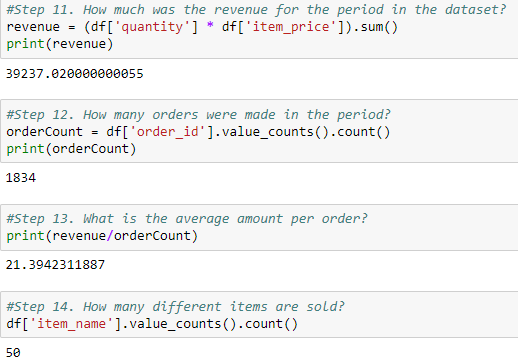 #Step 11. How much was the revenue for the period in the dataset?
revenue = (df['quantity'] * df['item_price']).sum()
print(revenue)
39237.020000000055
#Step 12. How many orders were made in the period?
orderCount = df['order_id'].value_counts().count()
print(orderCount)
1834
#Step 13. What is the average amount per order?
print(revenue/orderCount)
21.3942311887
#Step 14. How many different items are sold?
df['item_name'].value_counts().count()
50